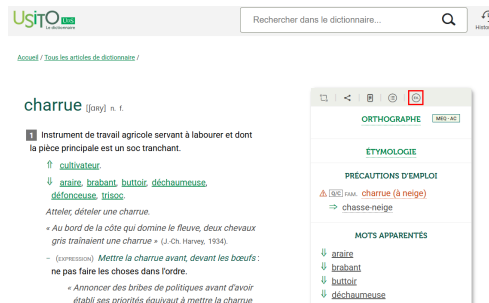 USITO UdeS
Le dictionnaire
Rechercher dans le dictionnaire...
Accueil / Tous les articles de dictionnaire /
charrue [ʃɑʀy] n. f.
1 Instrument de travail agricole servant à labourer et dont
la pièce principale est un soc tranchant.
⇑ cultivateur.
⇓ araire, brabant, buttoir, déchaumeuse,
défonceuse, trisoc.
Atteler, dételer une charrue.
« Au bord de la côte qui domine le fleuve, deux chevaux
gris traînaient une charrue » (J.-Ch. Harvey, 1934).
– (EXPRESSION) Mettre la charrue avant, devant les bœufs :
ne pas faire les choses dans l'ordre.
« Annoncer des bribes de politiques avant d'avoir
établi ses priorités équivaut à mettre la charrue
ORTHOGRAPHE MEQ-AC
ÉTYMOLOGIE
PRÉCAUTIONS D'EMPLOI
⚠ Q/C FAM. charrue (à neige)
⇒ chasse-neige
MOTS APPARENTÉS
⇓ araire
⇓ brabant
⇓ buttoir
⇓ déchaumeuse